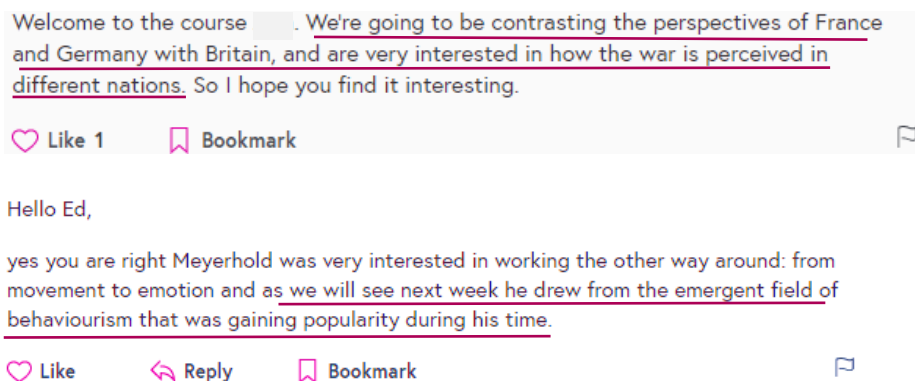 Welcome to the course . We're going to be contrasting the perspectives of France
and Germany with Britain, and are very interested in how the war is perceived in
different nations. So I hope you find it interesting.
Like 1 Bookmark
Hello Ed,
yes you are right Meyerhold was very interested in working the other way around: from
movement to emotion and as we will see next week he drew from the emergent field of
behaviourism that was gaining popularity during his time.
Like Reply Bookmark